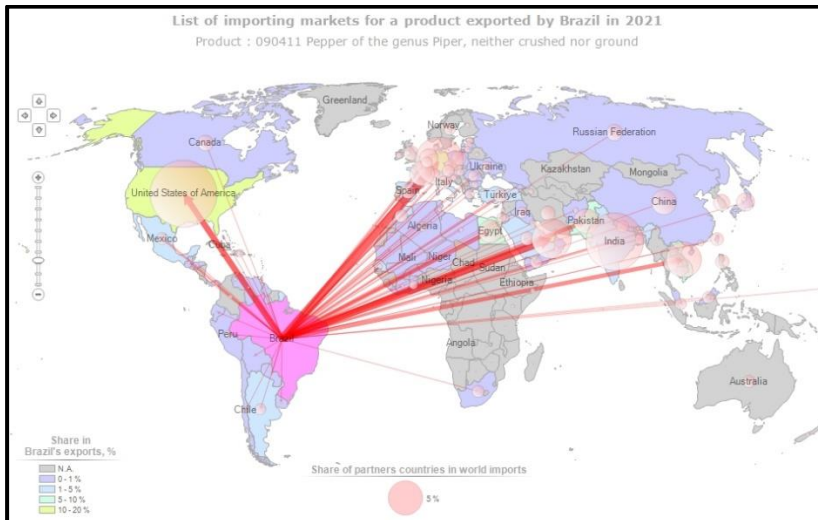 List of importing markets for a product exported by Brazil in 2021
Product : 090411 Pepper of the genus Piper, neither crushed nor ground
Greenland
Norway
Canada
Russian Federation
Ukraine
Kazakhstan
Mongolia
Italy
Spain
Türkiye
United States of America
China
Iraq
Pakistan
Algeria
Egypt
India
Mexico
Cuba
Mali
Niger
Chad
Sudan
Nigeria
Ethiopia
Peru
Brazil
Angola
Australia
Chile
Share in
Brazil's exports, %
N.A.
0 - 1 %
1 - 5 %
5 - 10 %
10 - 20 %
Share of partners countries in world imports
5 %